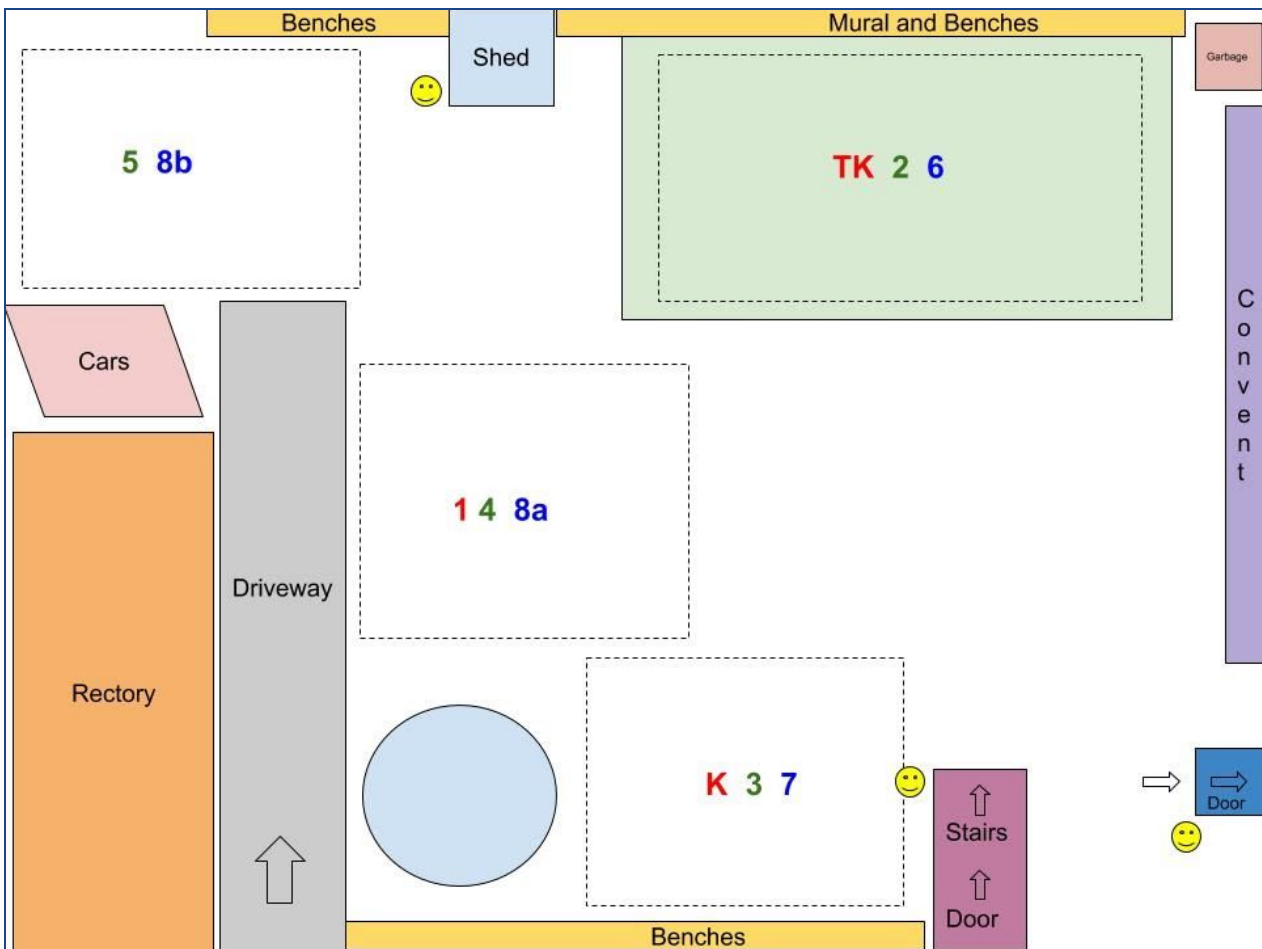 Benches
Mural and Benches
Shed
Garbage
5 8b
TK 2 6
Cars
C
o
n
v
e
n
t
1 4 8a
Driveway
Rectory
K 3 7
Stairs
Door
Door
Benches